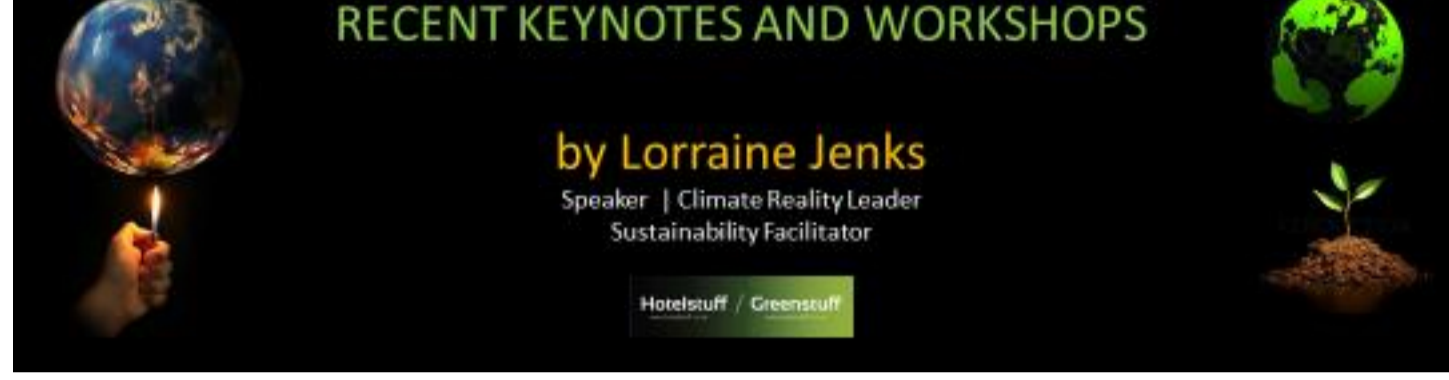 RECENT KEYNOTES AND WORKSHOPS
by Lorraine Jenks
Speaker | Climate Reality Leader
Sustainability Facilitator
Hotelstuff / Greenstuff